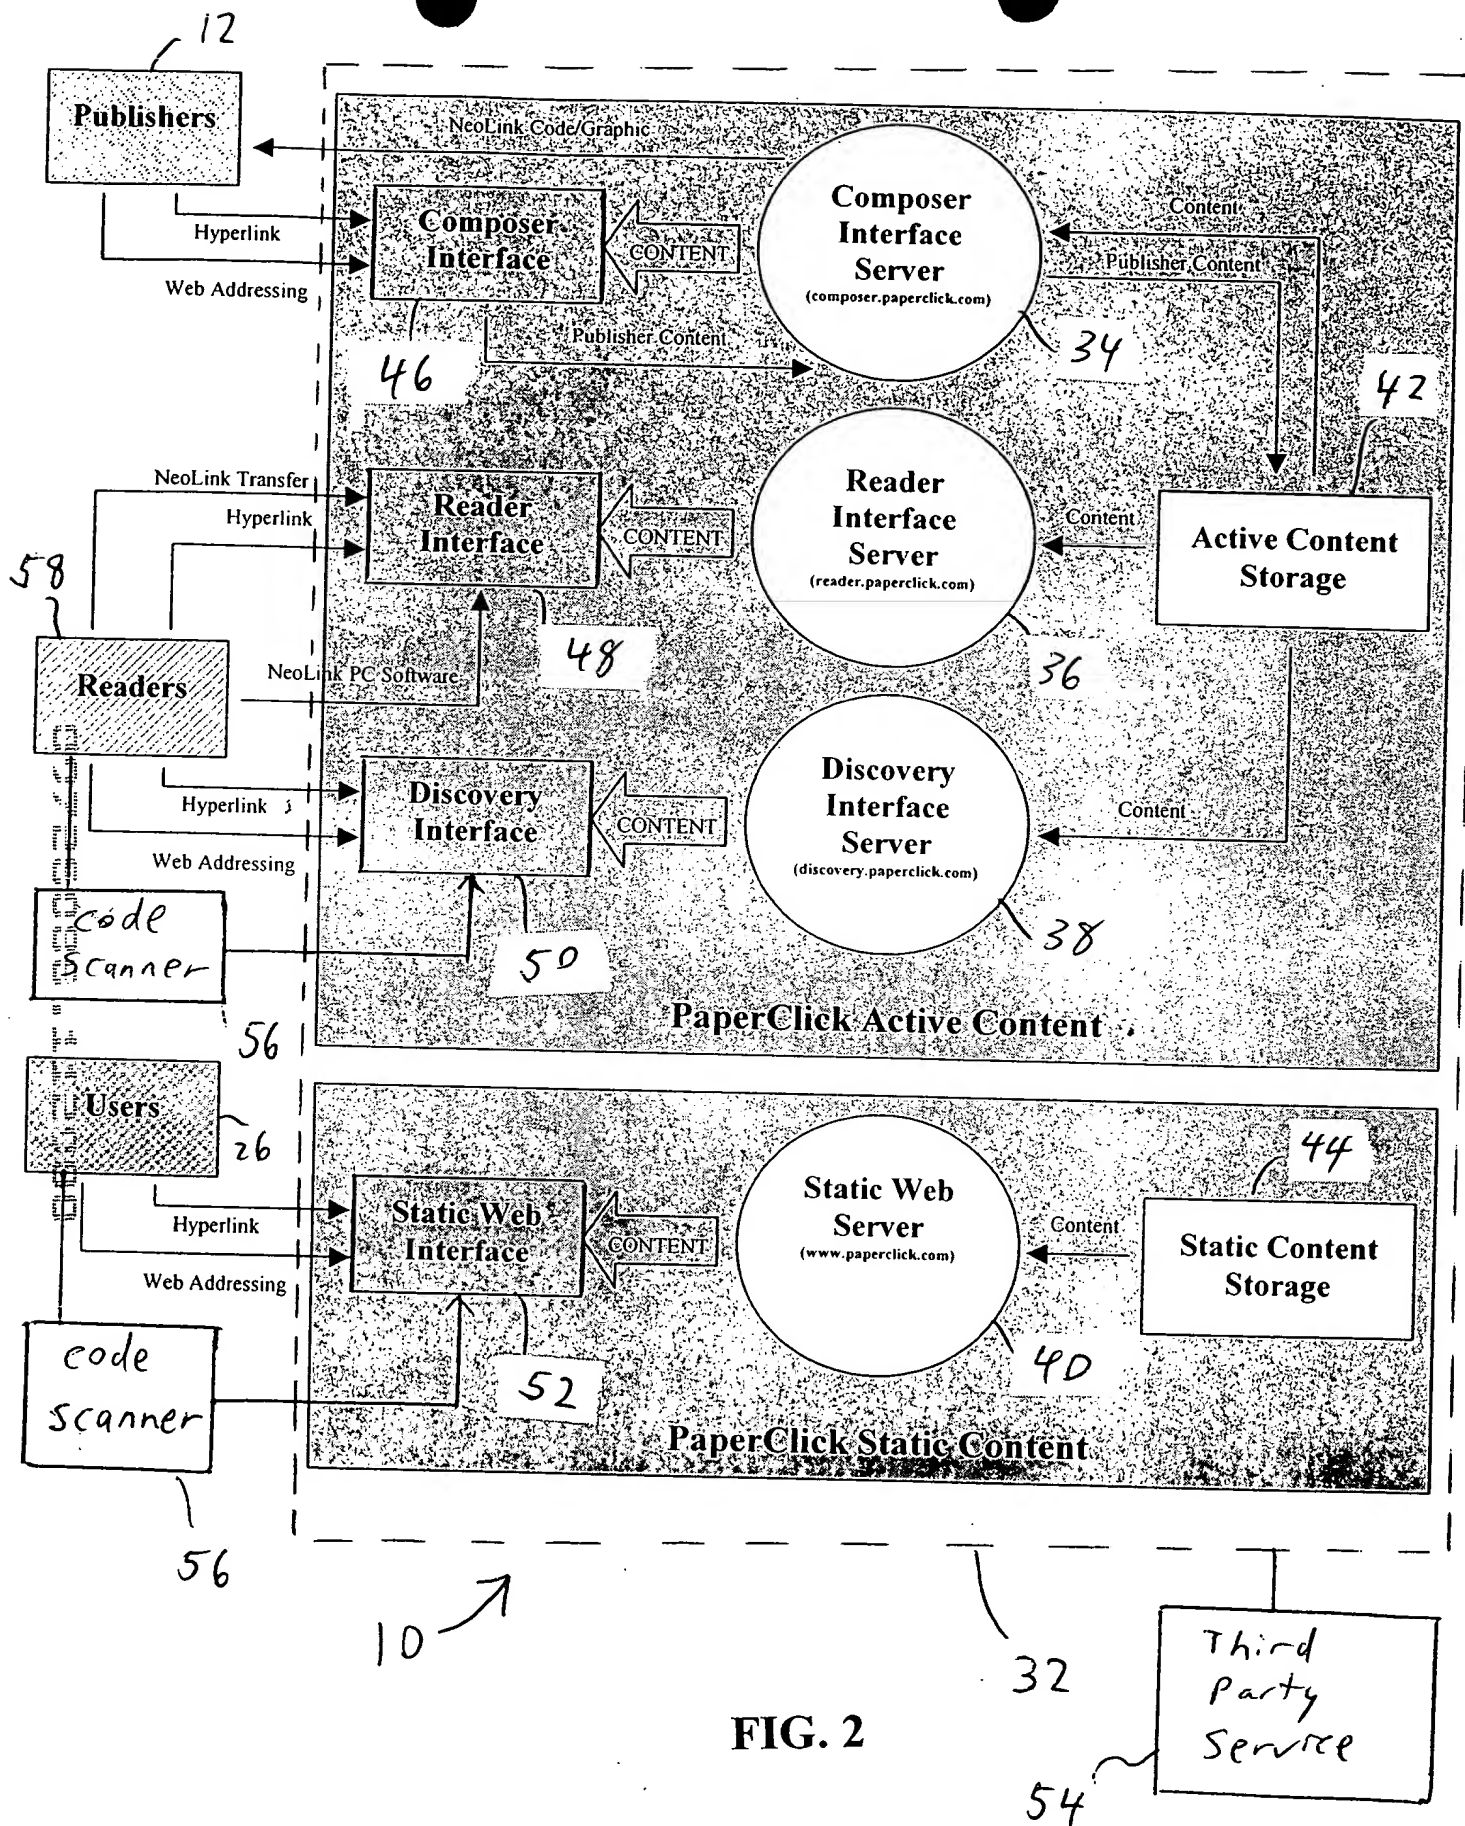 12
Publishers
NeoLink Code/Graphic
Hyperlink
Web Addressing
Composer
Interface
CONTENT
Composer
Interface
Server
(composer.paperclick.com)
Content
Publisher Content
46
Publisher Content
34
42
NeoLink Transfer
Hyperlink
Reader
Interface
CONTENT
Reader
Interface
Server
(reader.paperclick.com)
Content
Active Content
Storage
58
Readers
NeoLink PC Software
48
36
Hyperlink
Web Addressing
Discovery
Interface
CONTENT
Discovery
Interface
Server
(discovery.paperclick.com)
Content
code
scanner
56
50
38
PaperClick Active Content
Users
26
Hyperlink
Web Addressing
Static Web
Interface
CONTENT
Static Web
Server
(www.paperclick.com)
Content
44
Static Content
Storage
code
scanner
56
52
40
PaperClick Static Content
10
32
Third
Party
Service
54
FIG. 2